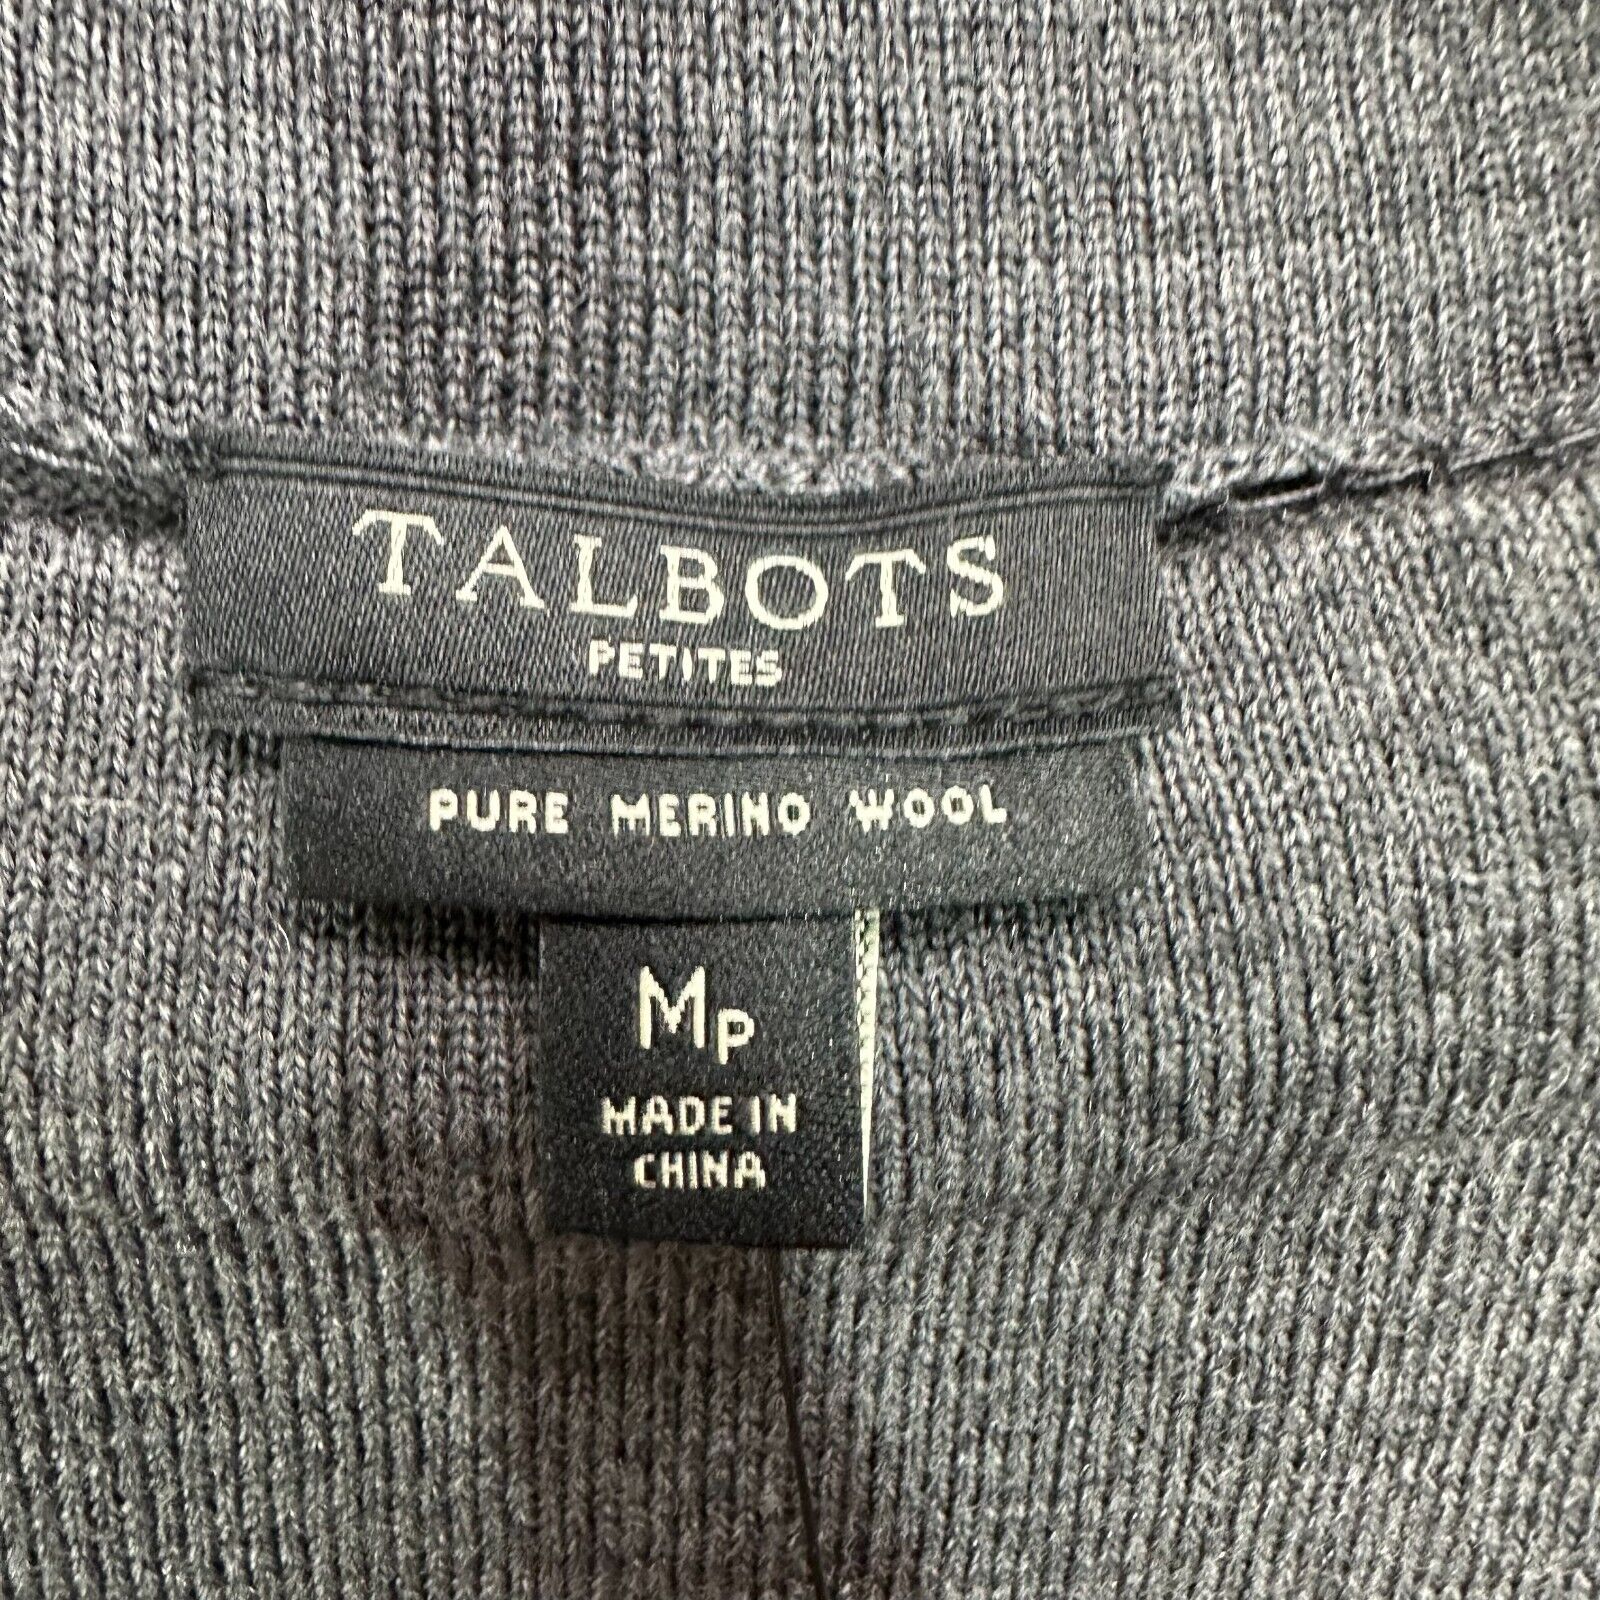 TALBOTS
PETITES
PURE MERINO WOOL
MP
MADE IN
CHINA